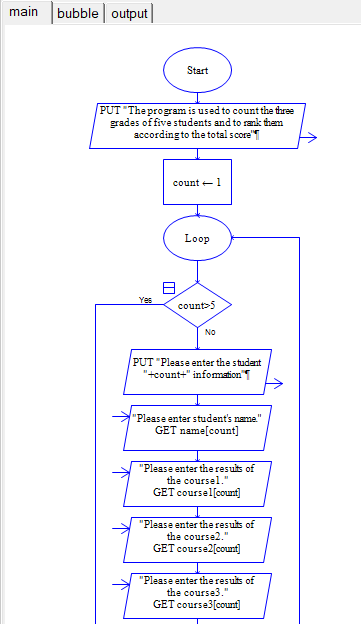 main bubble output
Start
PUT "The program is used to count the three
grades of five students and to rank them
according to the total score"¶
count ← 1
Loop
Yes
count>5
No
PUT "Please enter the student
"+count+" information"¶
"Please enter student's name."
GET name[count]
"Please enter the results of
the course1."
GET course1[count]
"Please enter the results of
the course2."
GET course2[count]
"Please enter the results of
the course3."
GET course3[count]